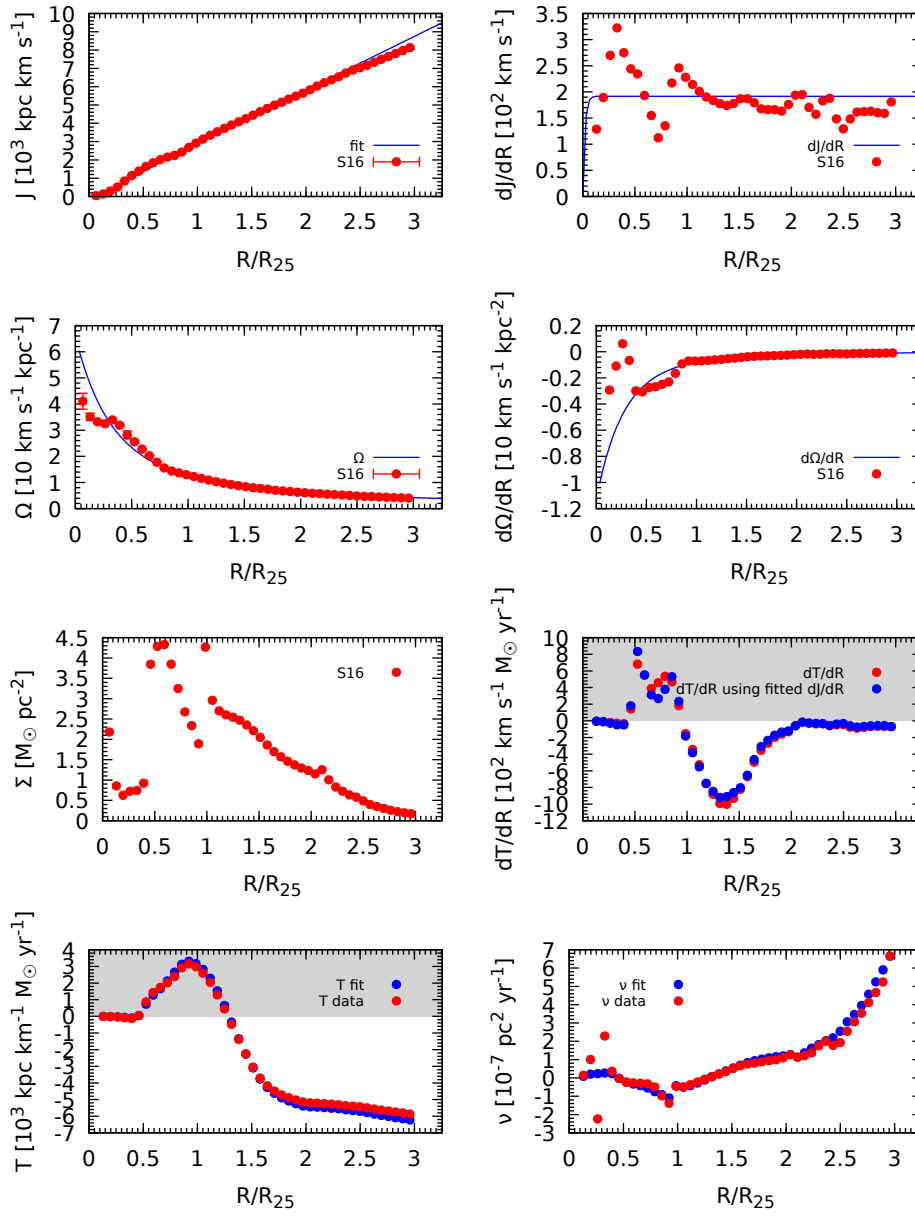 J [10³ kpc km s⁻¹]
10
9
8
7
6
5
4
3
2
1
0
fit
S16
0 0.5 1 1.5 2 2.5 3
R/R₂₅
dJ/dR [10² km s⁻¹]
3.5
3
2.5
2
1.5
1
0.5
0
dJ/dR
S16
0 0.5 1 1.5 2 2.5 3
R/R₂₅
Ω [10 km s⁻¹ kpc⁻¹]
7
6
5
4
3
2
1
0
Ω
S16
0 0.5 1 1.5 2 2.5 3
R/R₂₅
dΩ/dR [10 km s⁻¹ kpc⁻²]
0.2
0
-0.2
-0.4
-0.6
-0.8
-1
-1.2
dΩ/dR
S16
0 0.5 1 1.5 2 2.5 3
R/R₂₅
Σ [M⊙ pc⁻²]
4.5
4
3.5
3
2.5
2
1.5
1
0.5
0
S16
0 0.5 1 1.5 2 2.5 3
R/R₂₅
dT/dR [10² km s⁻¹ M⊙ yr⁻¹]
10
8
6
4
2
0
-2
-4
-6
-8
-10
-12
dT/dR
dT/dR using fitted dJ/dR
0 0.5 1 1.5 2 2.5 3
R/R₂₅
T [10³ kpc km⁻¹ M⊙ yr⁻¹]
4
3
2
1
0
-1
-2
-3
-4
-5
-6
-7
T fit
T data
0 0.5 1 1.5 2 2.5 3
R/R₂₅
ν [10⁻⁷ pc² yr⁻¹]
7
6
5
4
3
2
1
0
-1
-2
-3
ν fit
ν data
0 0.5 1 1.5 2 2.5 3
R/R₂₅